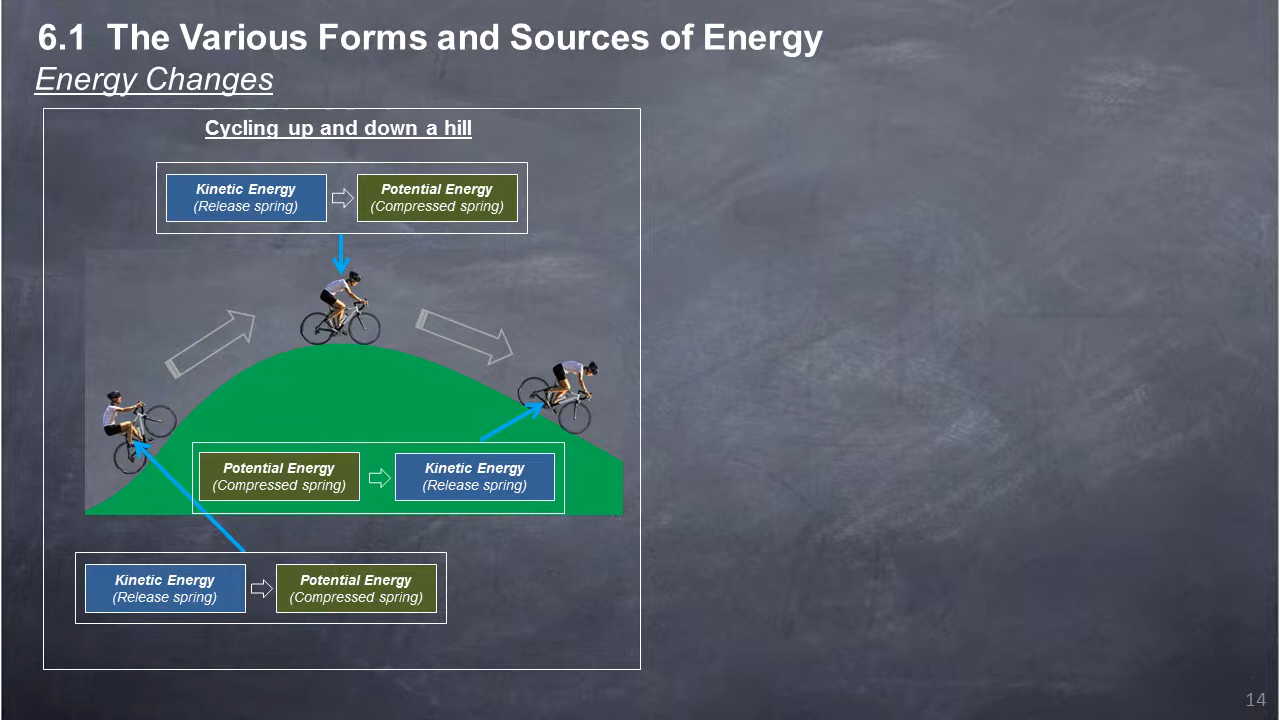 6.1  The Various Forms and Sources of Energy
Energy Changes
Cycling up and down a hill
Kinetic Energy
(Release spring)
Potential Energy
(Compressed spring)
Potential Energy
(Compressed spring)
Kinetic Energy
(Release spring)
Kinetic Energy
(Release spring)
Potential Energy
(Compressed spring)
14